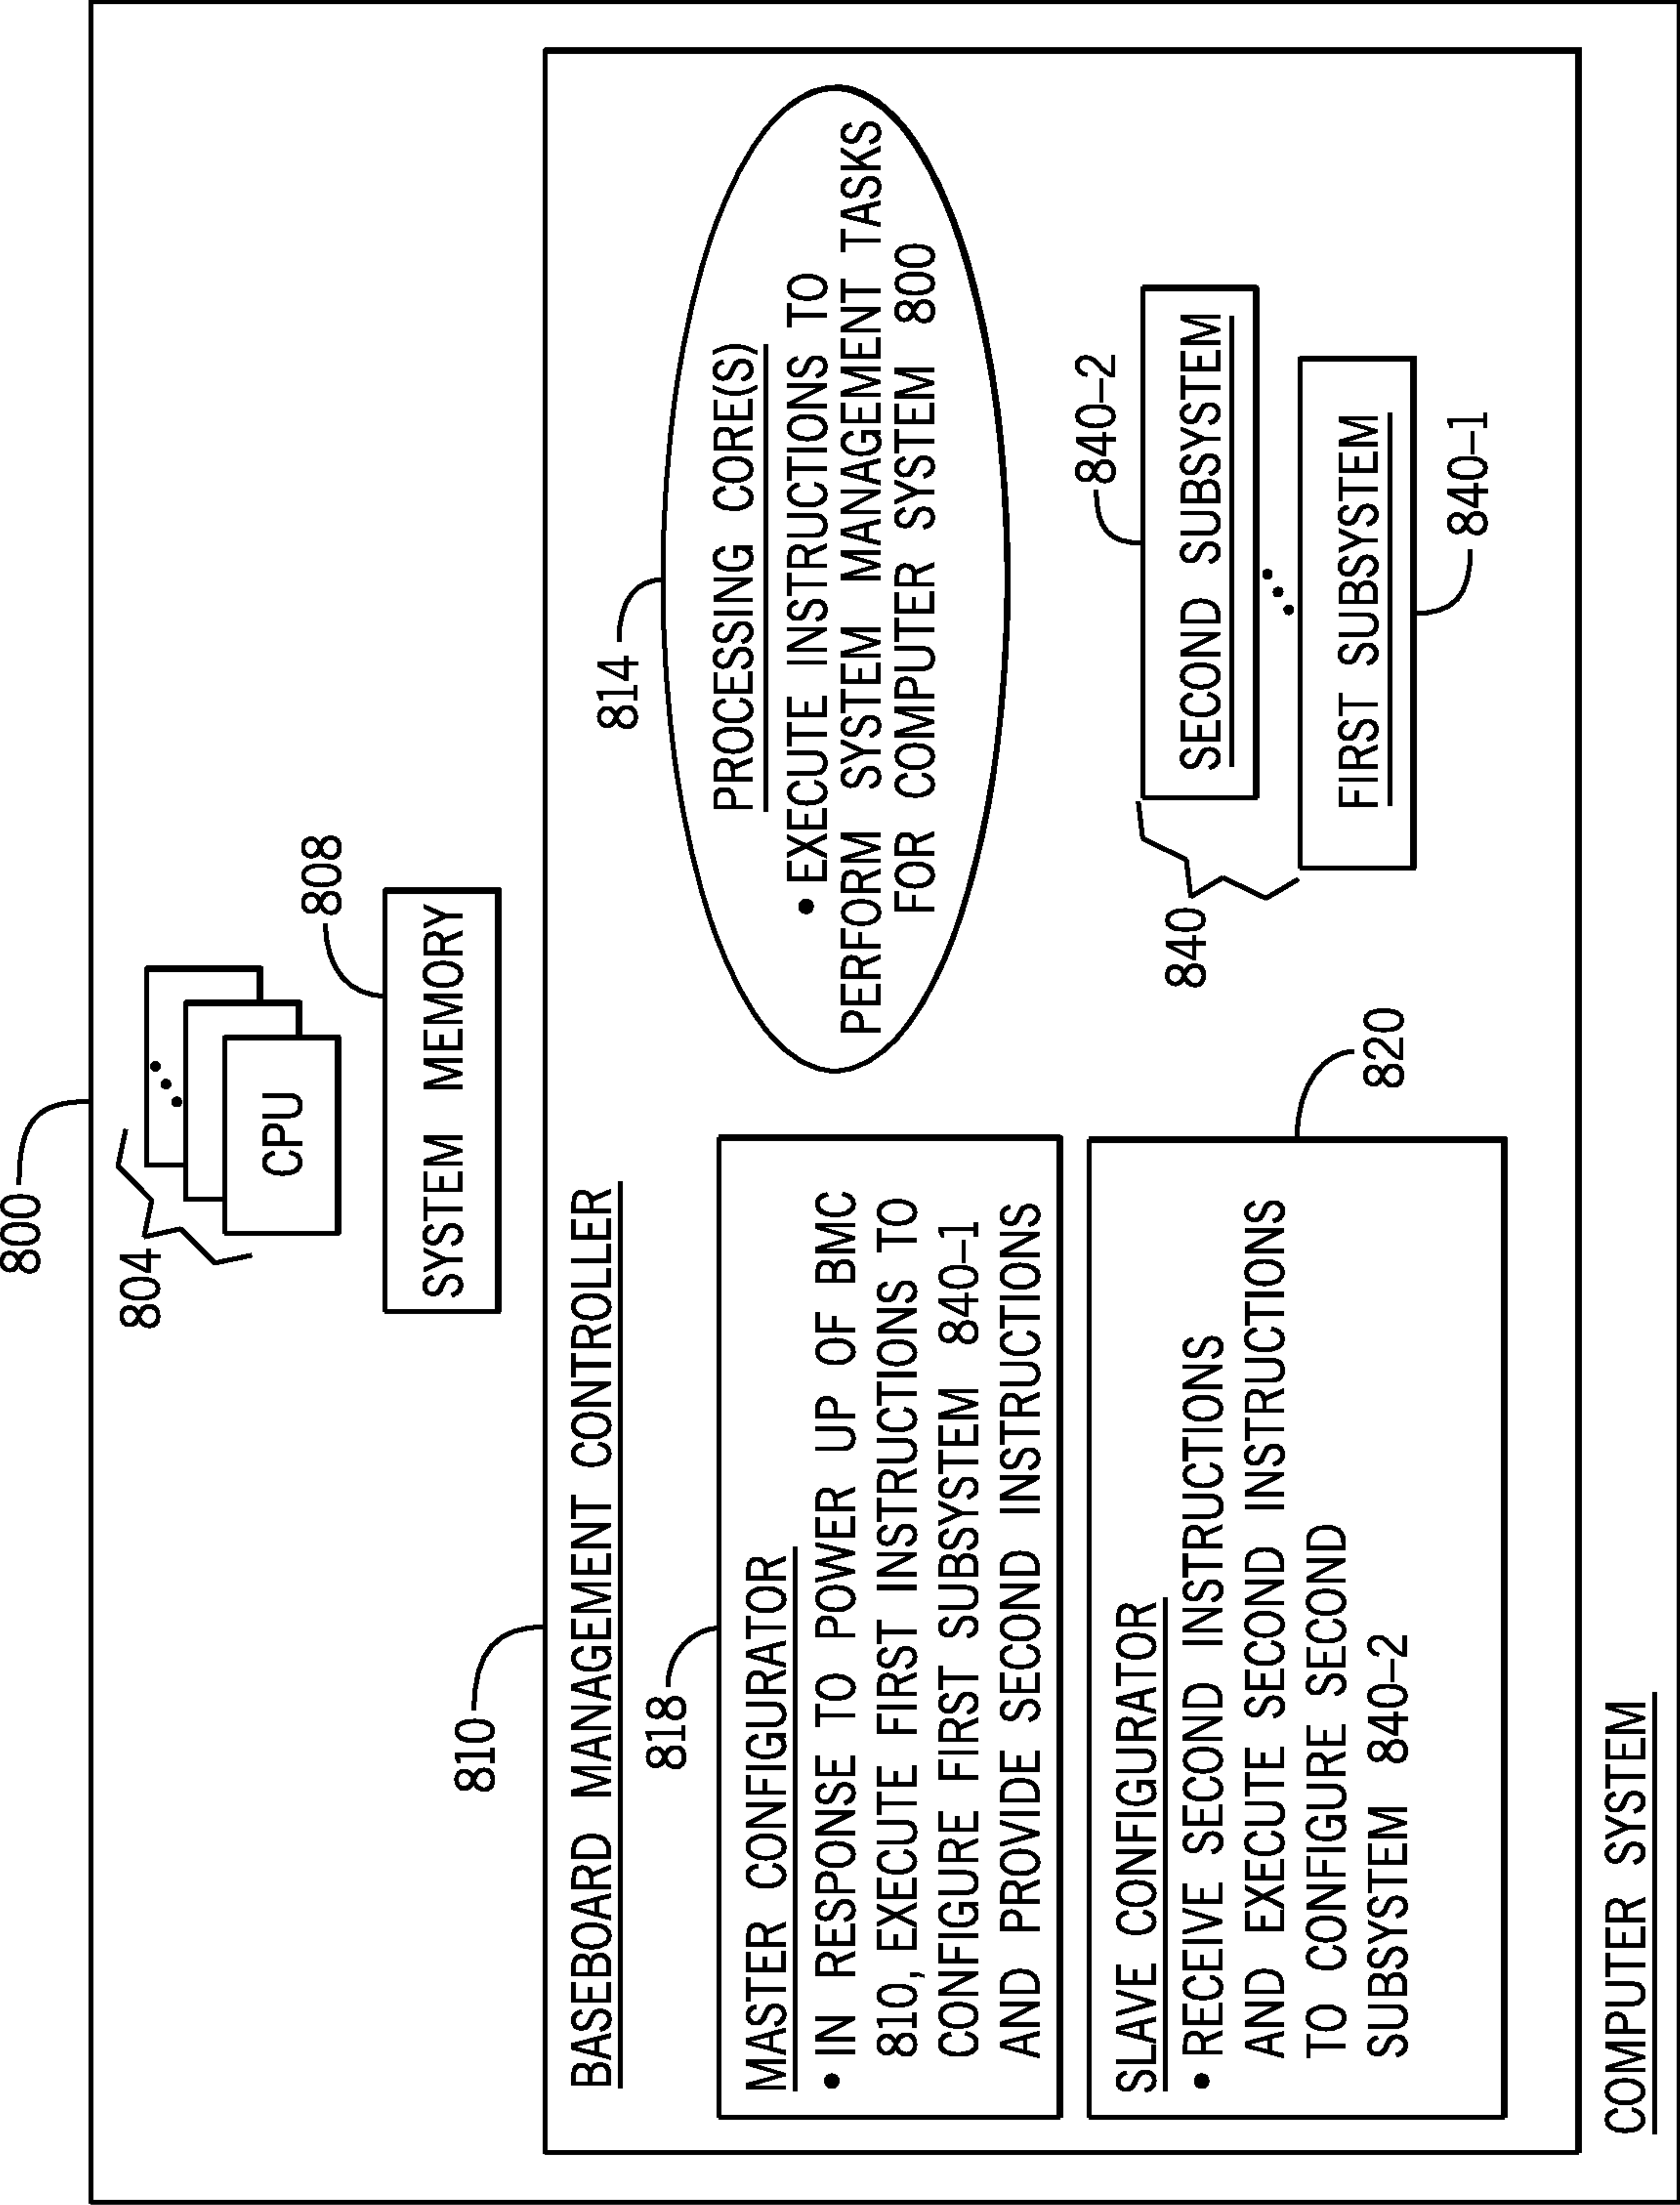 800
804
CPU
808
SYSTEM MEMORY
810
BASEBOARD MANAGEMENT CONTROLLER
818
MASTER CONFIGURATOR
• IN RESPONSE TO POWER UP OF BMC
810, EXECUTE FIRST INSTRUCTIONS TO
CONFIGURE FIRST SUBSYSTEM 840-1
AND PROVIDE SECOND INSTRUCTIONS
SLAVE CONFIGURATOR
• RECEIVE SECOND INSTRUCTIONS
AND EXECUTE SECOND INSTRUCTIONS
TO CONFIGURE SECOND
SUBSYSTEM 840-2
820
814
PROCESSING CORE(S)
• EXECUTE INSTRUCTIONS TO
PERFORM SYSTEM MANAGEMENT TASKS
FOR COMPUTER SYSTEM 800
840
840-2
SECOND SUBSYSTEM
FIRST SUBSYSTEM
840-1
COMPUTER SYSTEM